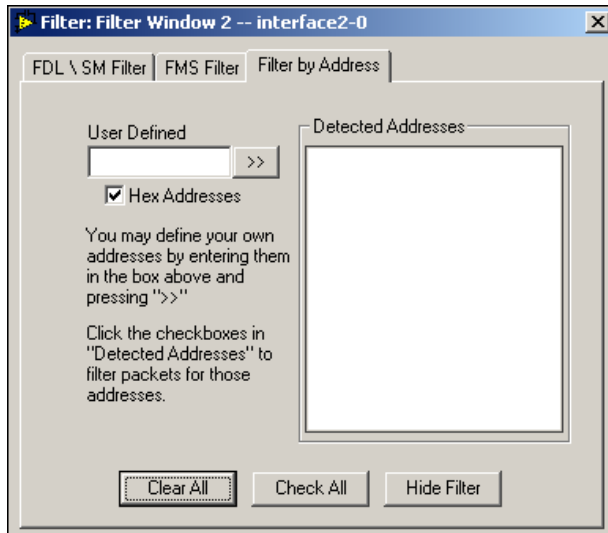 Filter: Filter Window 2 -- interface2-0
FDL \ SM Filter
FMS Filter
Filter by Address
User Defined
>>
Hex Addresses
You may define your own
addresses by entering them
in the box above and
pressing ">>"
Click the checkboxes in
"Detected Addresses" to
filter packets for those
addresses.
Detected Addresses
Clear All
Check All
Hide Filter